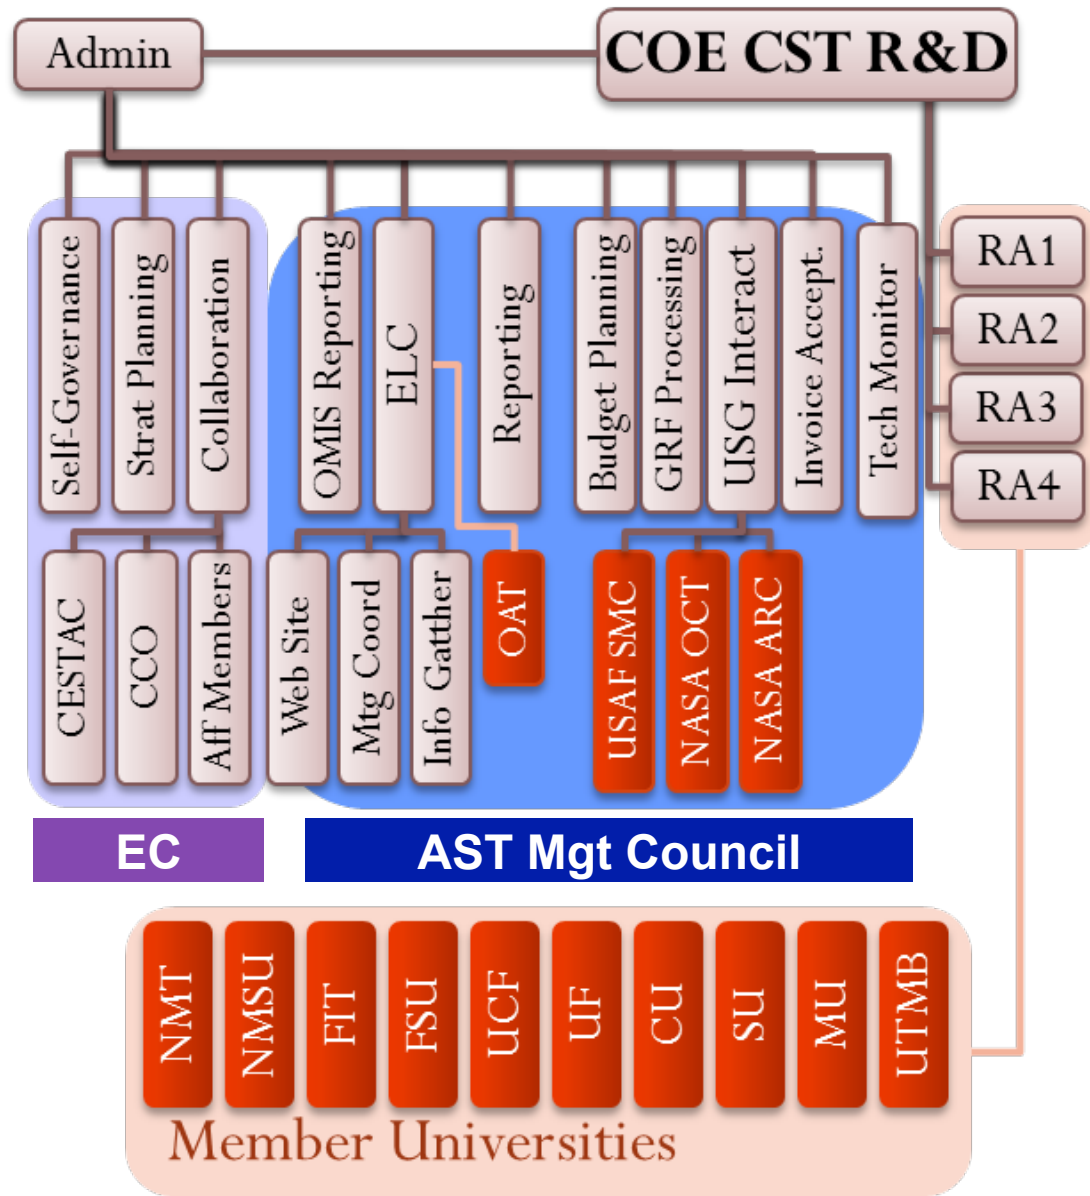 Admin
COE CST R&D
Self-Governance
Strat Planning
Collaboration
OMIS Reporting
ELC
Reporting
Budget Planning
GRF Processing
USG Interact
Invoice Accept.
Tech Monitor
RA1
RA2
RA3
RA4
CESTAC
CCO
Aff Members
Web Site
Mtg Coord
Info Gatther
OAT
USAF SMC
NASA OCT
NASA ARC
EC
AST Mgt Council
NMT
NMSU
FIT
FSU
UCF
UF
CU
SU
MU
UTMB
Member Universities